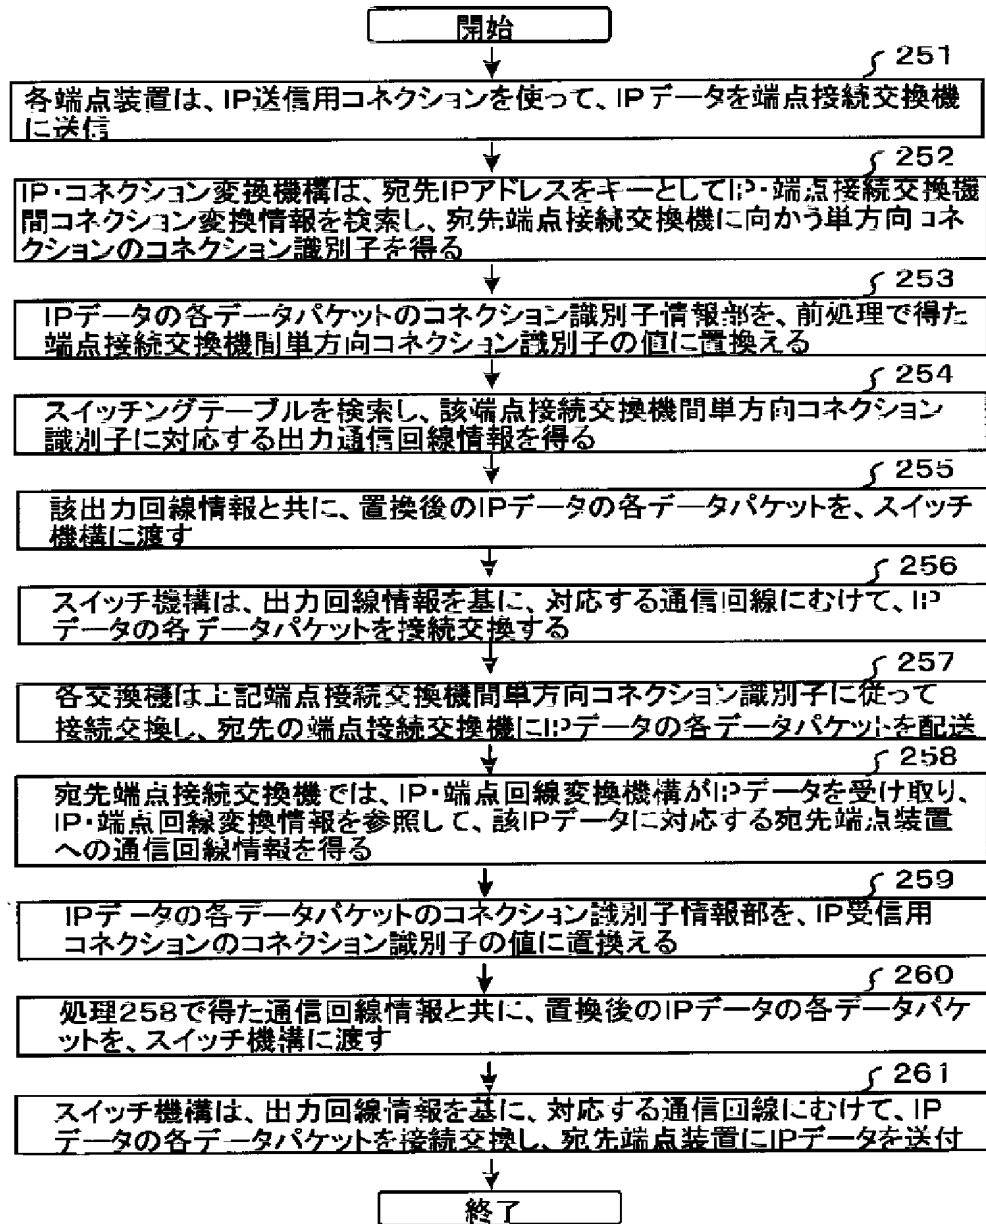 開始
251
各端点装置は、IP送信用コネクションを使って、IPデータを端点接続交換機
に送信
252
IP・コネクション変換機構は、宛先IPアドレスをキーとしてIP・端点接続交換機
間コネクション変換情報を検索し、宛先端点接続交換機に向かう単方向コネ
クションのコネクション識別子を得る
253
IPデータの各データパケットのコネクション識別子情報部を、前処理で得た
端点接続交換機間単方向コネクション識別子の値に置換える
254
スイッチングテーブルを検索し、該端点接続交換機間単方向コネクション
識別子に対応する出力通信回線情報を得る
255
該出力回線情報と共に、置換後のIPデータの各データパケットを、スイッチ
機構に渡す
256
スイッチ機構は、出力回線情報を基に、対応する通信回線にむけて、IP
データの各データパケットを接続交換する
257
各交換機は上記端点接続交換機間単方向コネクション識別子に従って
接続交換し、宛先の端点接続交換機にIPデータの各データパケットを配送
258
宛先端点接続交換機では、IP・端点回線変換機構がIPデータを受け取り、
IP・端点回線変換情報を参照して、該IPデータに対応する宛先端点装置
への通信回線情報を得る
259
IPデータの各データパケットのコネクション識別子情報部を、IP受信用
コネクションのコネクション識別子の値に置換える
260
処理258で得た通信回線情報と共に、置換後のIPデータの各データパケ
ットを、スイッチ機構に渡す
261
スイッチ機構は、出力回線情報を基に、対応する通信回線にむけて、IP
データの各データパケットを接続交換し、宛先端点装置にIPデータを送付
終了